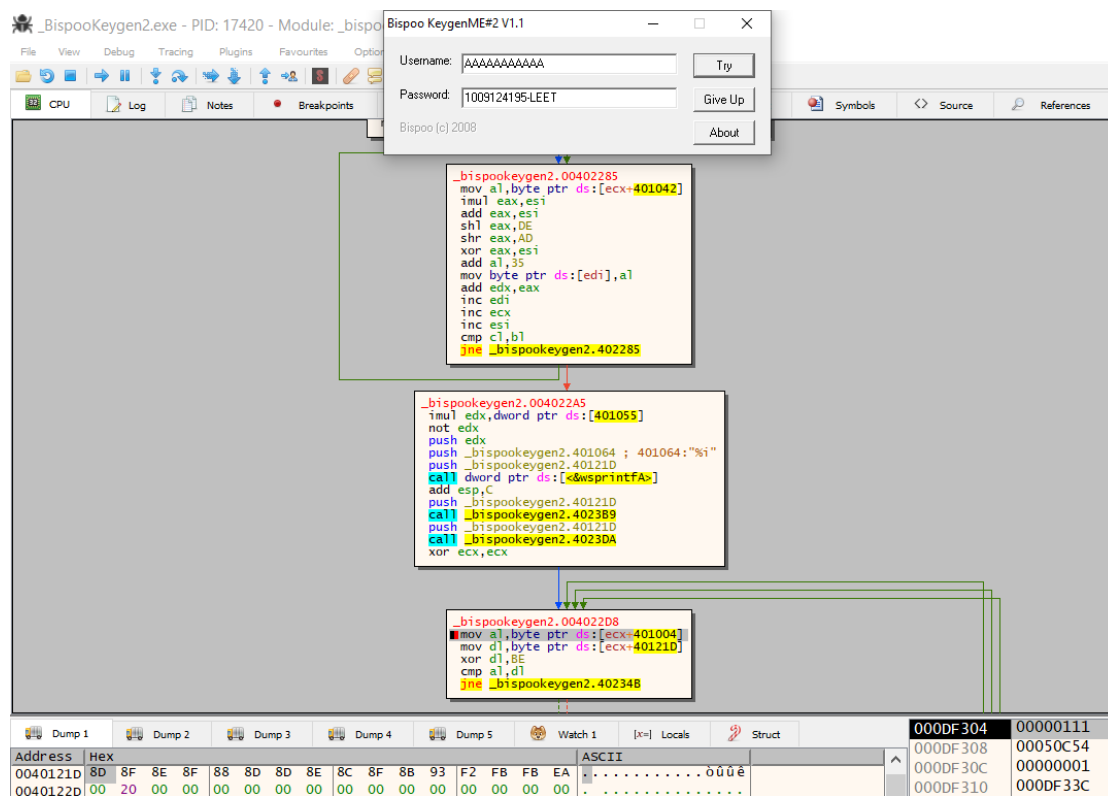 _BispooKeygen2.exe - PID: 17420 - Module: _bispo
Bispoo KeygenME#2 V1.1
File View Debug Tracing Plugins Favourites Option
Username: AAAAAAAAAAA Try
Password: 1009124195-LEET Give Up
Bispoo (c) 2008 About
CPU Log Notes Breakpoints Symbols Source References
_bispookeygen2.00402285
mov al,byte ptr ds:[ecx+401042]
imul eax,esi
add eax,esi
shl eax,DE
shr eax,AD
xor eax,esi
add al,35
mov byte ptr ds:[edi],al
add edx,eax
inc edi
inc ecx
inc esi
cmp cl,bl
jne _bispookeygen2.402285
_bispookeygen2.004022A5
imul edx,dword ptr ds:[401055]
not edx
push edx
push _bispookeygen2.401064 ; 401064:"%i"
push _bispookeygen2.40121D
call dword ptr ds:[<&wsprintfA>]
add esp,C
push _bispookeygen2.40121D
call _bispookeygen2.4023B9
push _bispookeygen2.40121D
call _bispookeygen2.4023DA
xor ecx,ecx
_bispookeygen2.004022D8
mov al,byte ptr ds:[ecx+401004]
mov dl,byte ptr ds:[ecx+40121D]
xor dl,BE
cmp al,dl
jne _bispookeygen2.40234B
Dump 1 Dump 2 Dump 3 Dump 4 Dump 5 Watch 1 [x=] Locals Struct
Address Hex ASCII
0040121D 8D 8F 8E 8F 88 8D 8D 8E 8C 8F 8B 93 F2 FB FB EA ............òûûê
0040122D 00 20 00 00 00 00 00 00 00 00 00 00 00 00 00 00 . ..............
000DF304 00000111
000DF308 00050C54
000DF30C 00000001
000DF310 000DF33C